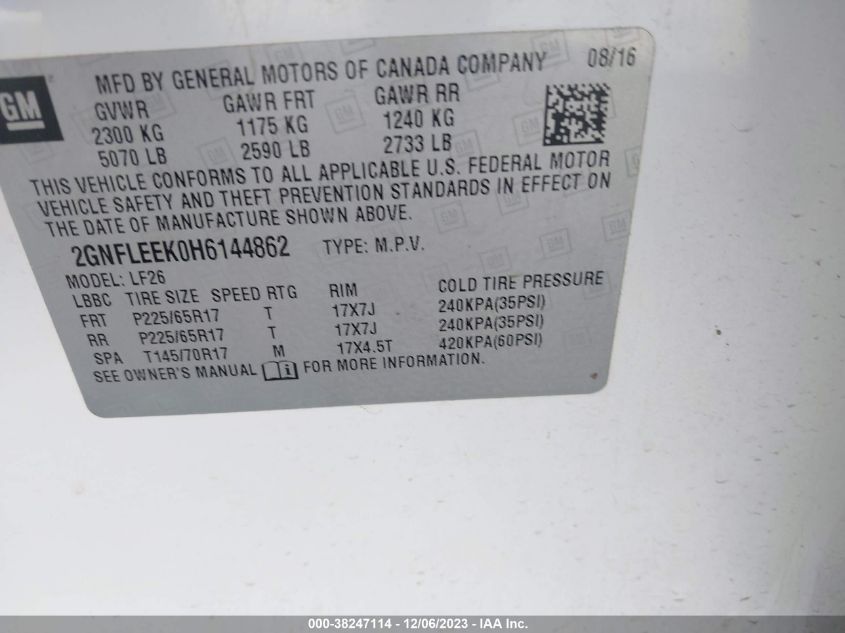 GM
MFD BY GENERAL MOTORS OF CANADA COMPANY 08/16
GVWR GAWR FRT GAWR RR
2300 KG 1175 KG 1240 KG
5070 LB 2590 LB 2733 LB
THIS VEHICLE CONFORMS TO ALL APPLICABLE U.S. FEDERAL MOTOR
VEHICLE SAFETY AND THEFT PREVENTION STANDARDS IN EFFECT ON
THE DATE OF MANUFACTURE SHOWN ABOVE.
2GNFLEEK0H6144862 TYPE: M.P.V.
MODEL: LF26
LBBC TIRE SIZE SPEED RTG RIM COLD TIRE PRESSURE
FRT P225/65R17 T 17X7J 240KPA(35PSI)
RR P225/65R17 T 17X7J 240KPA(35PSI)
SPA T145/70R17 M 17X4.5T 420KPA(60PSI)
SEE OWNER'S MANUAL FOR MORE INFORMATION.
000-38247114 - 12/06/2023 - IAA Inc.